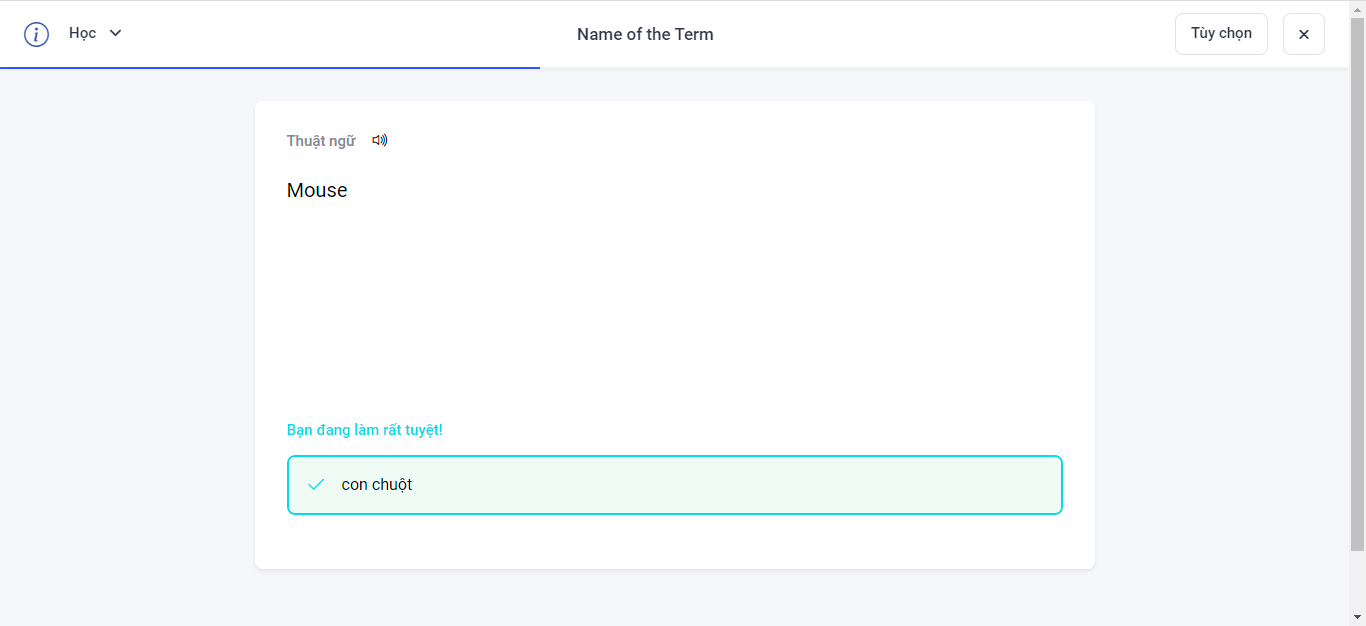 Học
Name of the Term
Tùy chọn
Thuật ngữ
Mouse
Bạn đang làm rất tuyệt!
con chuột